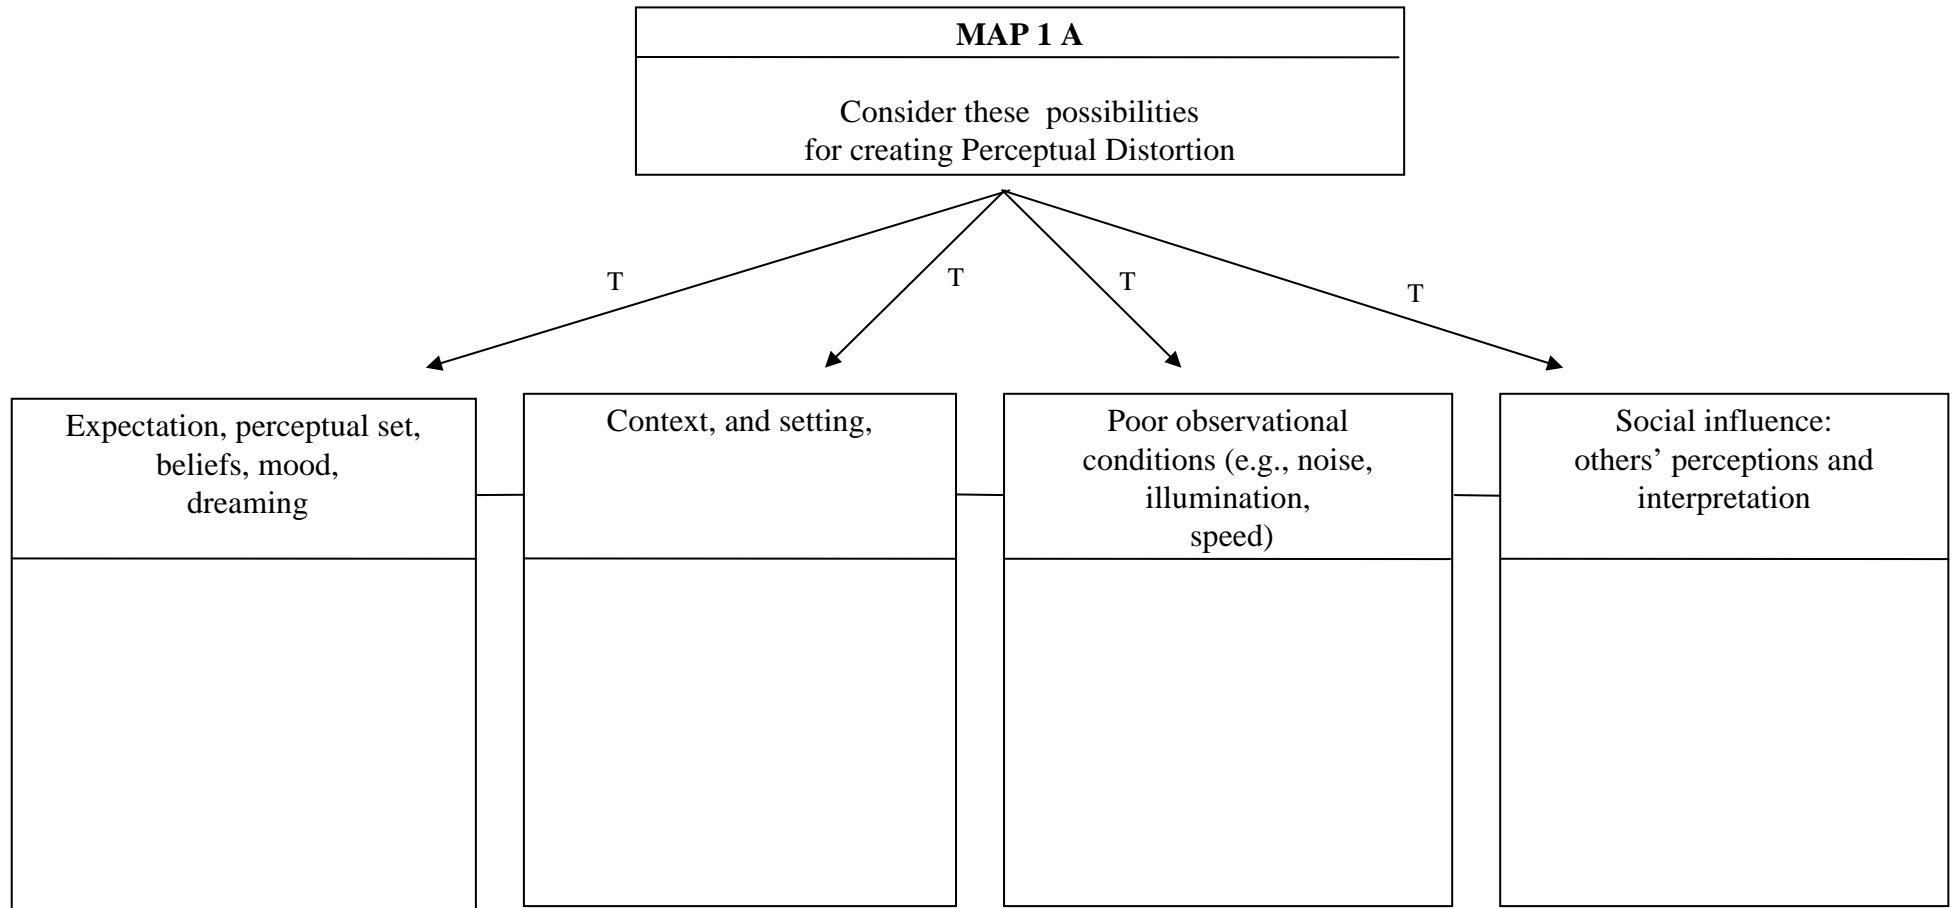 MAP 1 A
Consider these  possibilities
for creating Perceptual Distortion
T
T
T
T
Expectation, perceptual set,
beliefs, mood,
dreaming
Context, and setting,
Poor observational
conditions (e.g., noise,
illumination,
speed)
Social influence:
others’ perceptions and
interpretation